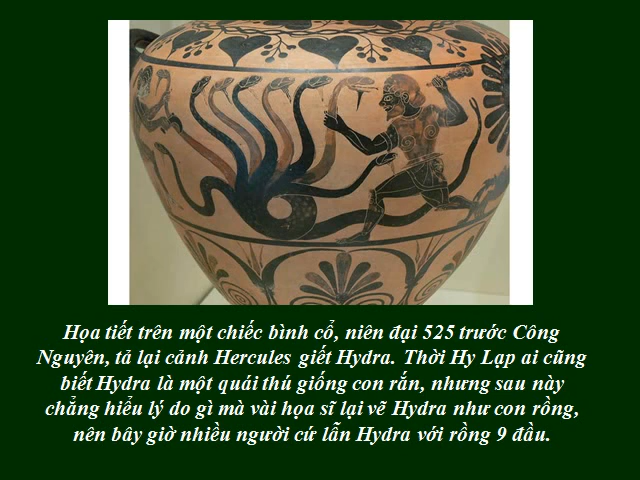 Họa tiết trên một chiếc bình cổ, niên đại 525 trước Công
Nguyên, tả lại cảnh Hercules giết Hydra. Thời Hy Lạp ai cũng
biết Hydra là một quái thú giống con rắn, nhưng sau này
chẳng hiểu lý do gì mà vài họa sĩ lại vẽ Hydra như con rồng,
nên bây giờ nhiều người cứ lẫn Hydra với rồng 9 đầu.